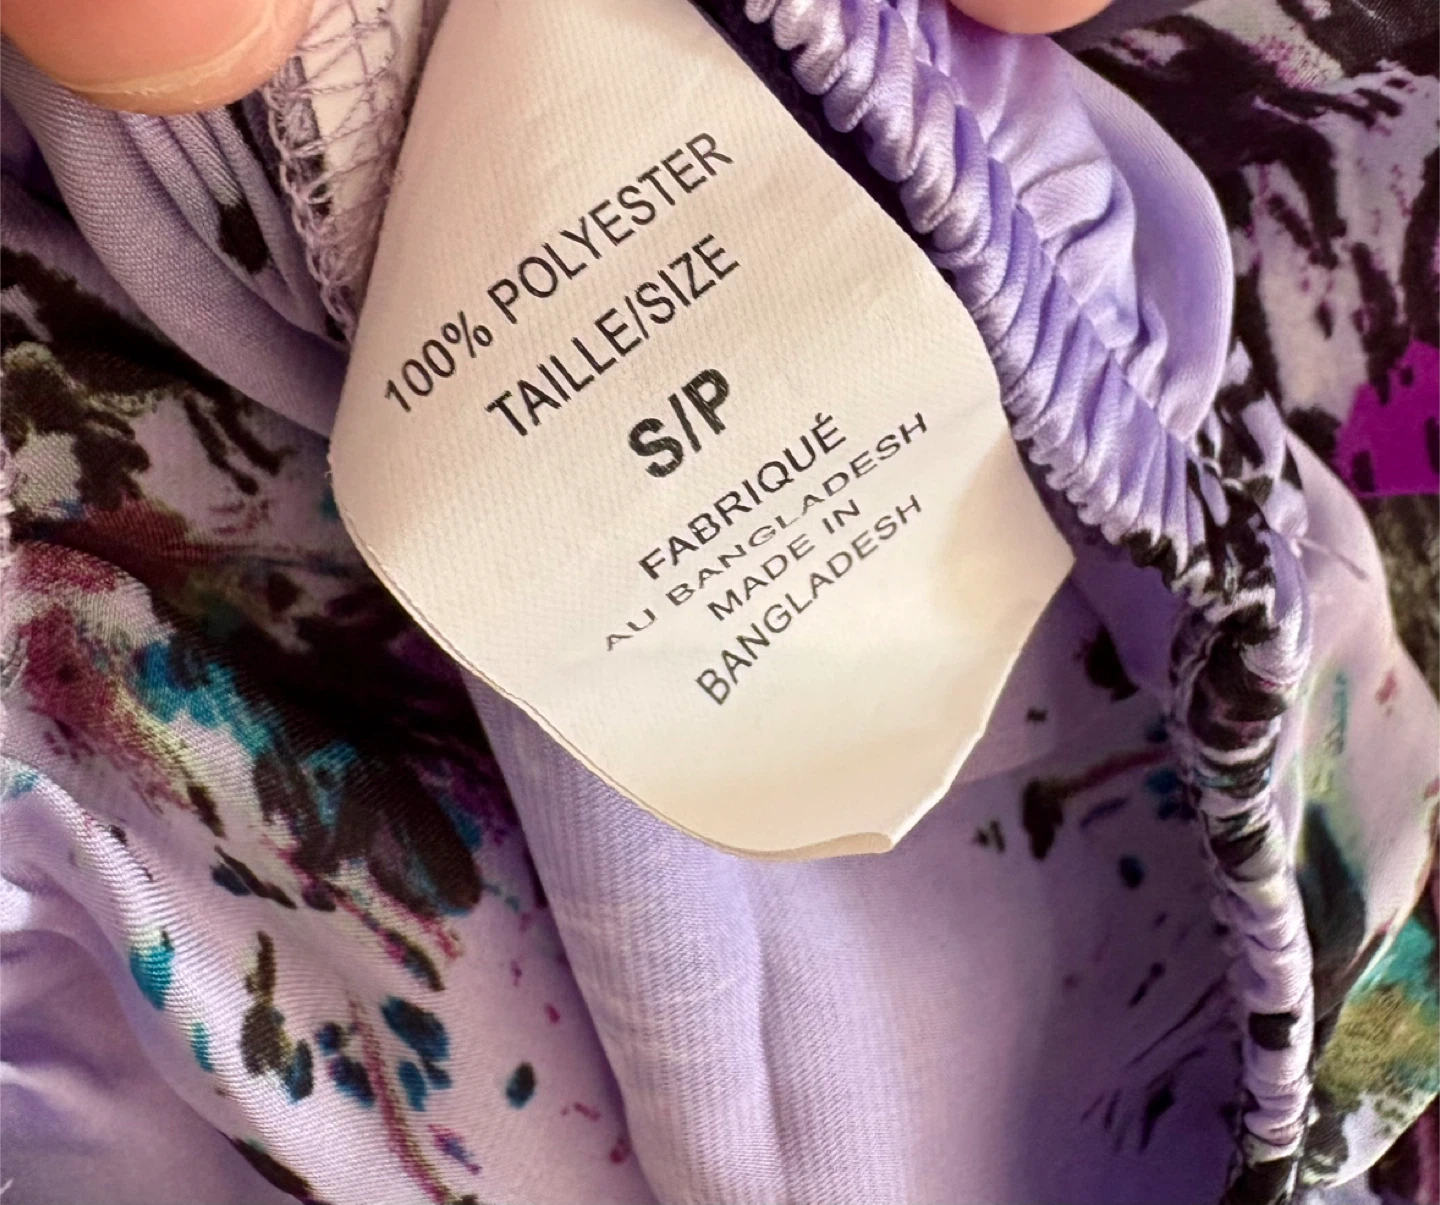 100% POLYESTER
TAILLE/SIZE
S/P
FABRIQUÉ
AU BANGLADESH
MADE IN
BANGLADESH